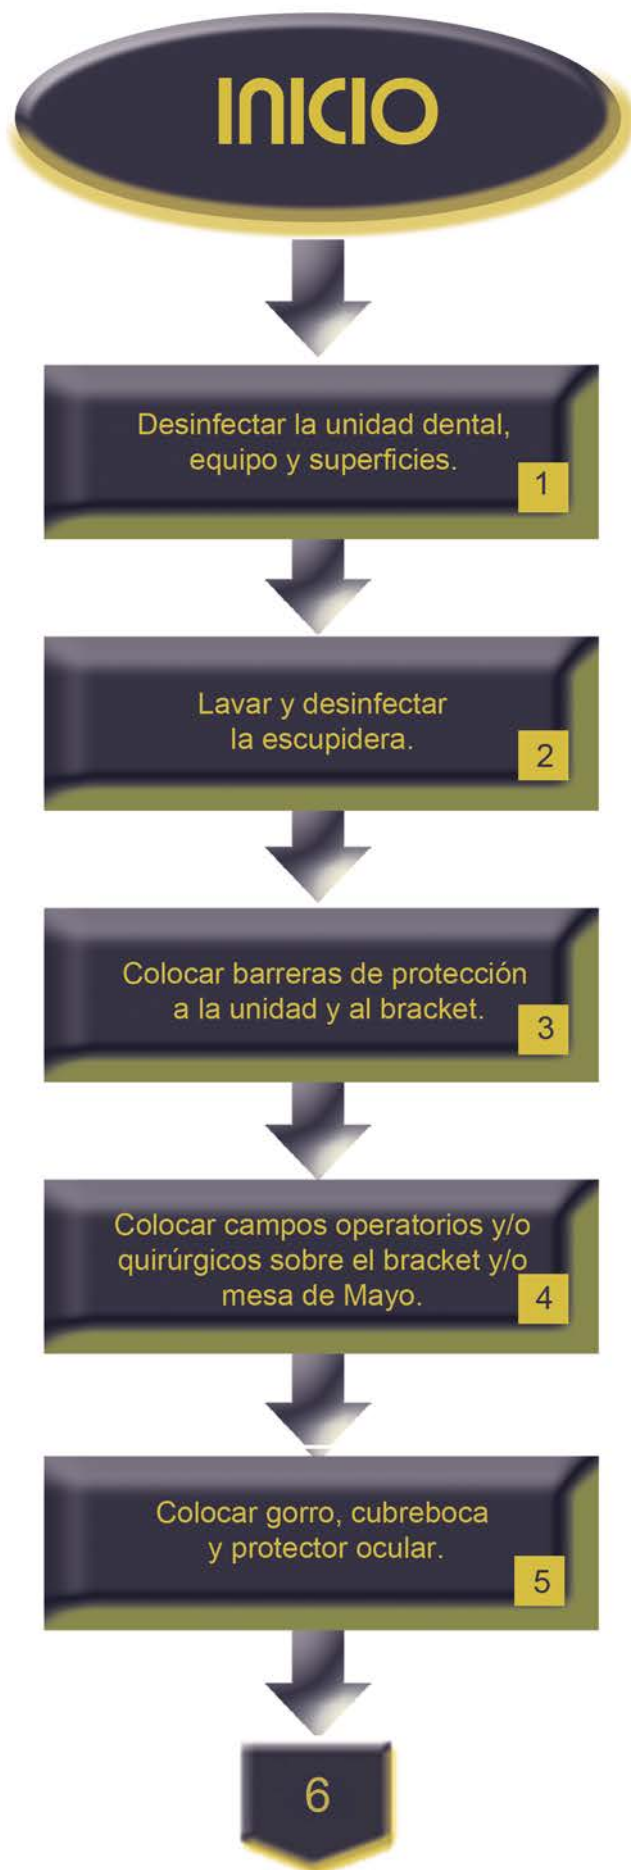 INICIO
Desinfectar la unidad dental,
equipo y superficies.
1
Lavar y desinfectar
la escupidera.
2
Colocar barreras de protección
a la unidad y al bracket.
3
Colocar campos operatorios y/o
quirúrgicos sobre el bracket y/o
mesa de Mayo.
4
Colocar gorro, cubreboca
y protector ocular.
5
6